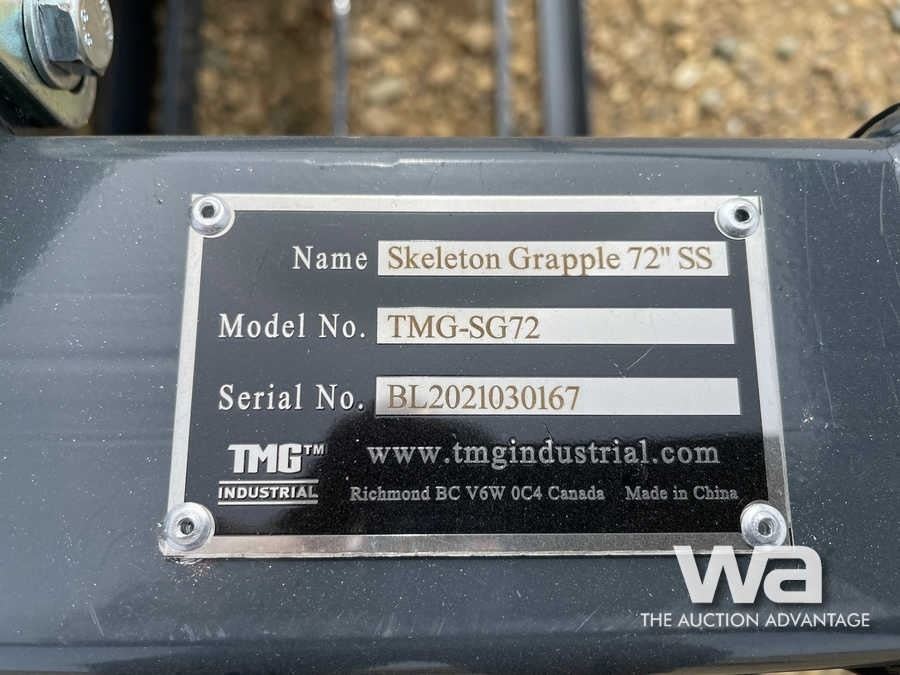 Name Skeleton Grapple 72" SS
Model No. TMG-SG72
Serial No. BL2021030167
TMG™ www.tmgindustrial.com
INDUSTRIAL Richmond BC V6W 0C4 Canada Made in China
wa
THE AUCTION ADVANTAGE